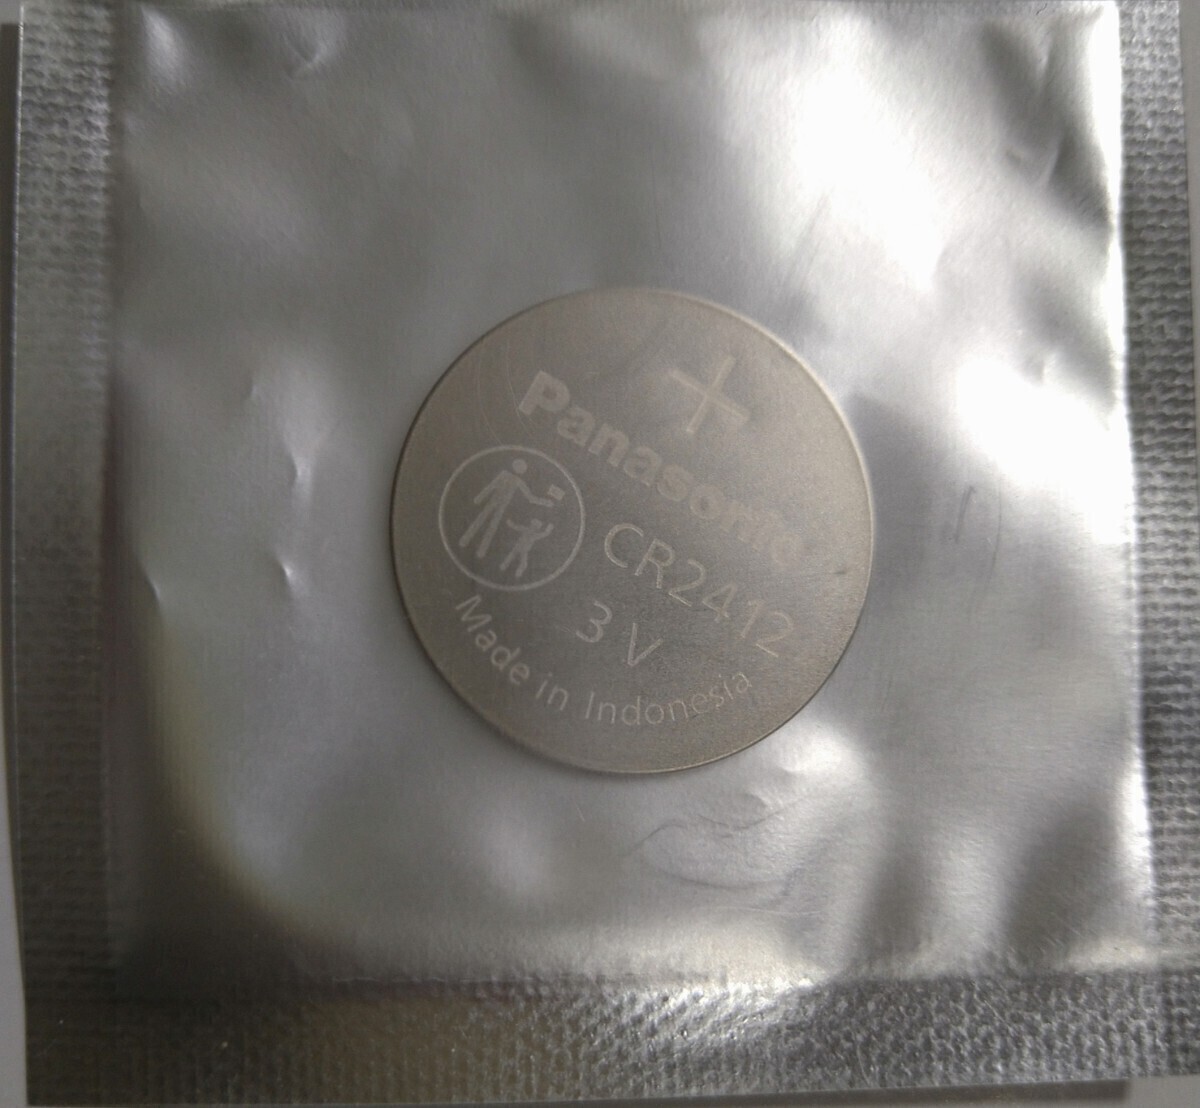 +
Panasonic
CR2412
3 V
Made in Indonesia